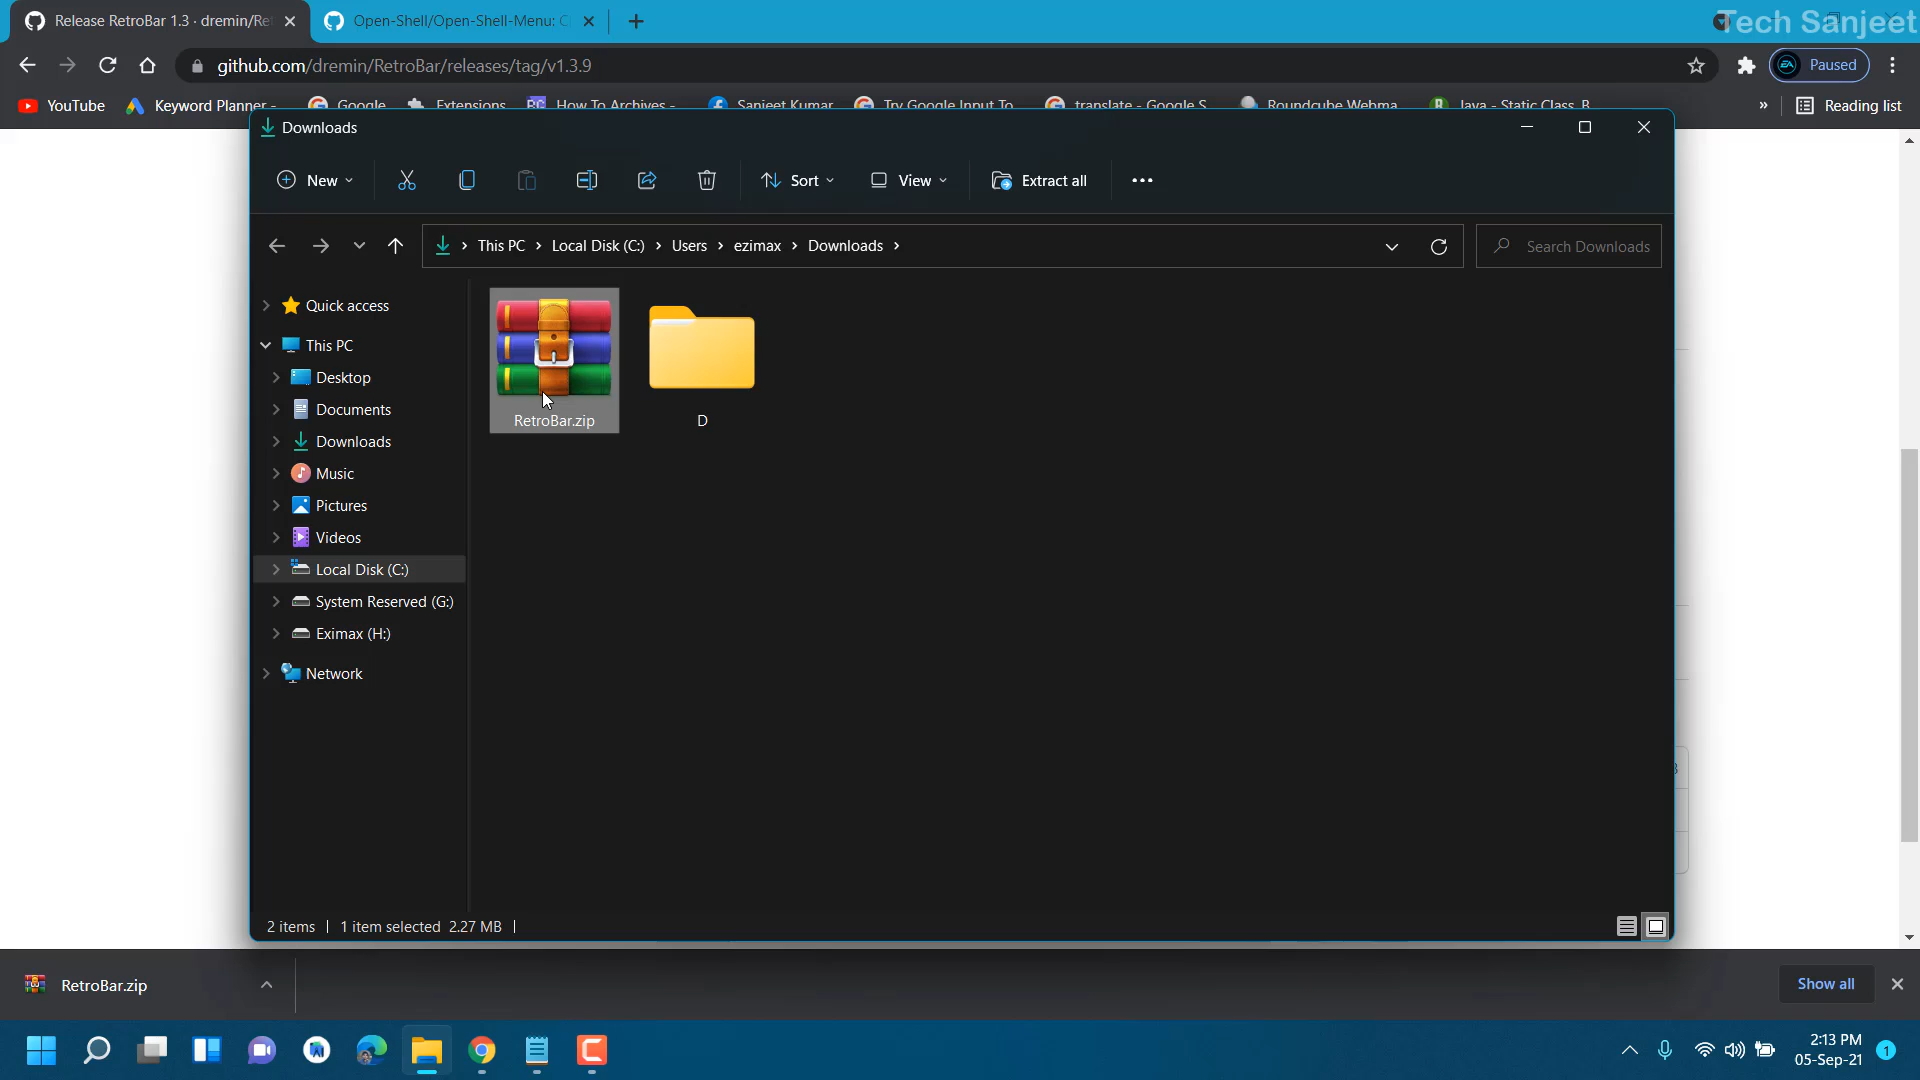 Release RetroBar 1.3 · dremin/Re
Open-Shell/Open-Shell-Menu: C
Tech Sanjeet
github.com/dremin/RetroBar/releases/tag/v1.3.9
Paused
YouTube
Keyword Planner -
Google
Extensions
How To Archives -
Sanjeet Kumar
Try Google Input To
translate - Google S
Roundcube Webma
Java - Static Class, B
»
Reading list
Downloads
New
Sort
View
Extract all
This PC
Local Disk (C:)
Users
ezimax
Downloads
Search Downloads
Quick access
This PC
Desktop
Documents
Downloads
Music
Pictures
Videos
Local Disk (C:)
System Reserved (G:)
Eximax (H:)
Network
RetroBar.zip
D
2 items
1 item selected 2.27 MB
RetroBar.zip
Show all
2:13 PM
05-Sep-21
1